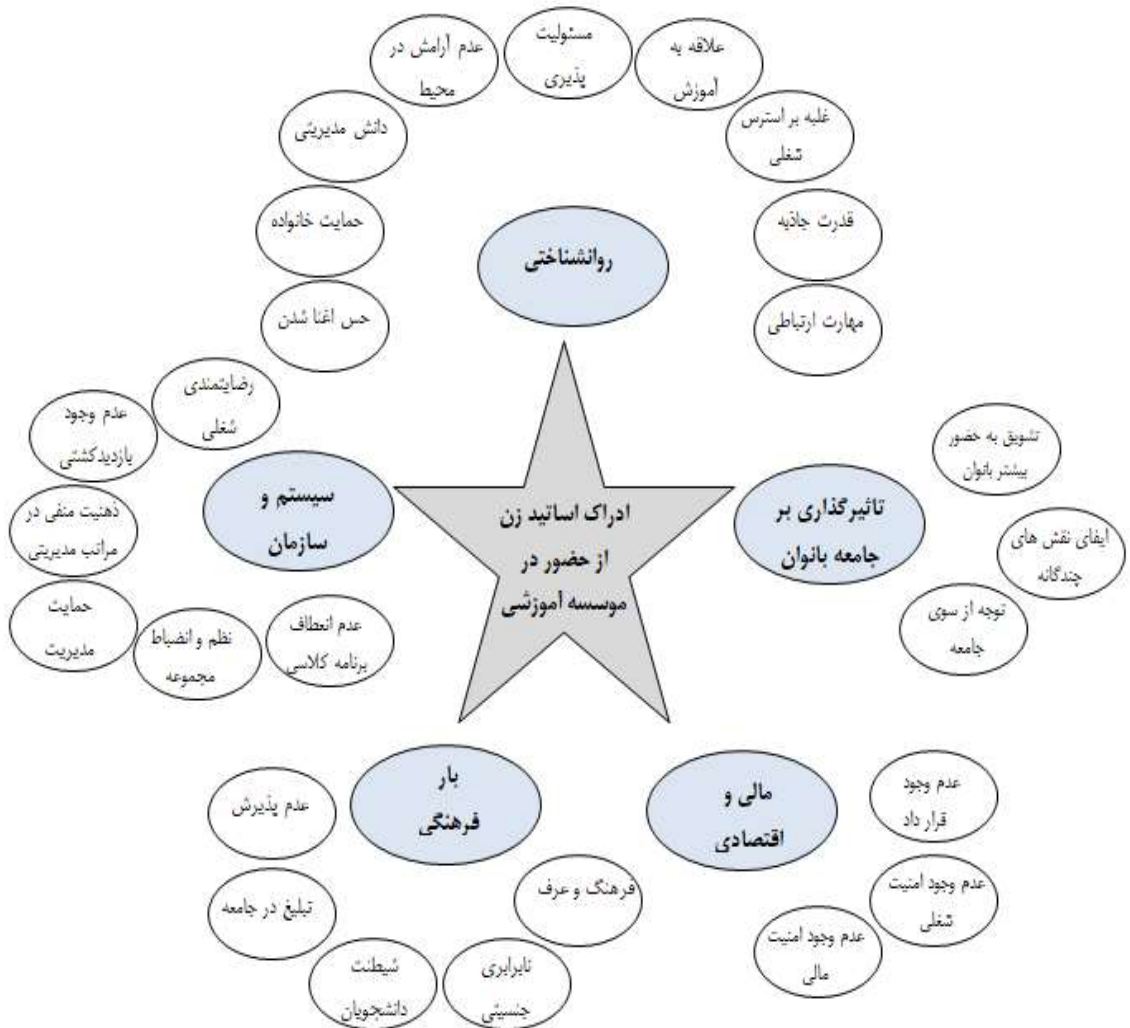 عدم آرامش در
محیط
مسئولیت
پذیری
علاقه به
آموزش
غلبه بر استرس
شغلی
قدرت جاذبه
مهارت ارتباطی
دانش مدیریتی
حمایت خانواده
حس اغنا شدن
روانشناختی
رضایتمندی
شغلی
عدم وجود
بازدیدکشتی
ذهنیت منفی در
مراتب مدیریتی
حمایت
مدیریت
نظم و انضباط
مجموعه
عدم انعطاف
برنامه کلاسی
سیستم و
سازمان
ادراک اساتید زن
از حضور در
موسسه آموزشی
تاثیرگذاری بر
جامعه بانوان
تشویق به حضور
بیشتر بانوان
ایفای نقش های
چندگانه
توجه از سوی
جامعه
بار
فرهنگی
عدم پذیرش
تبلیغ در جامعه
شیطنت
دانشجویان
نابرابری
جنسیتی
فرهنگ و عرف
مالی و
اقتصادی
عدم وجود
قرار داد
عدم وجود امنیت
شغلی
عدم وجود امنیت
مالی